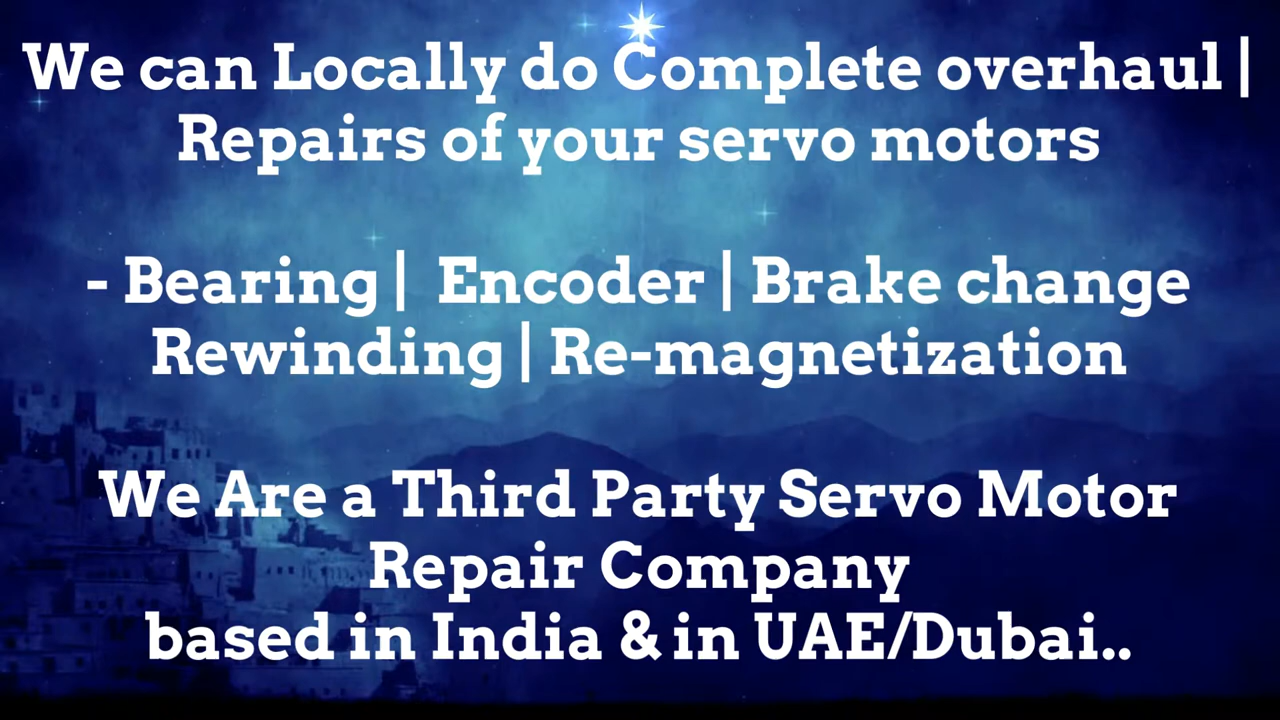 We can Locally do Complete overhaul |
Repairs of your servo motors
- Bearing | Encoder | Brake change
Rewinding | Re-magnetization
We Are a Third Party Servo Motor
Repair Company
based in India & in UAE/Dubai..